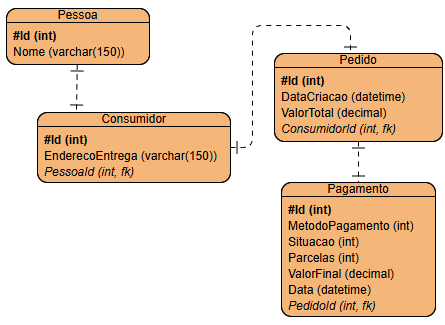 Pessoa
#Id (int)
Nome (varchar(150))
Consumidor
#Id (int)
EnderecoEntrega (varchar(150))
PessoaId (int, fk)
Pedido
#Id (int)
DataCriacao (datetime)
ValorTotal (decimal)
ConsumidorId (int, fk)
Pagamento
#Id (int)
MetodoPagamento (int)
Situacao (int)
Parcelas (int)
ValorFinal (decimal)
Data (datetime)
PedidoId (int, fk)